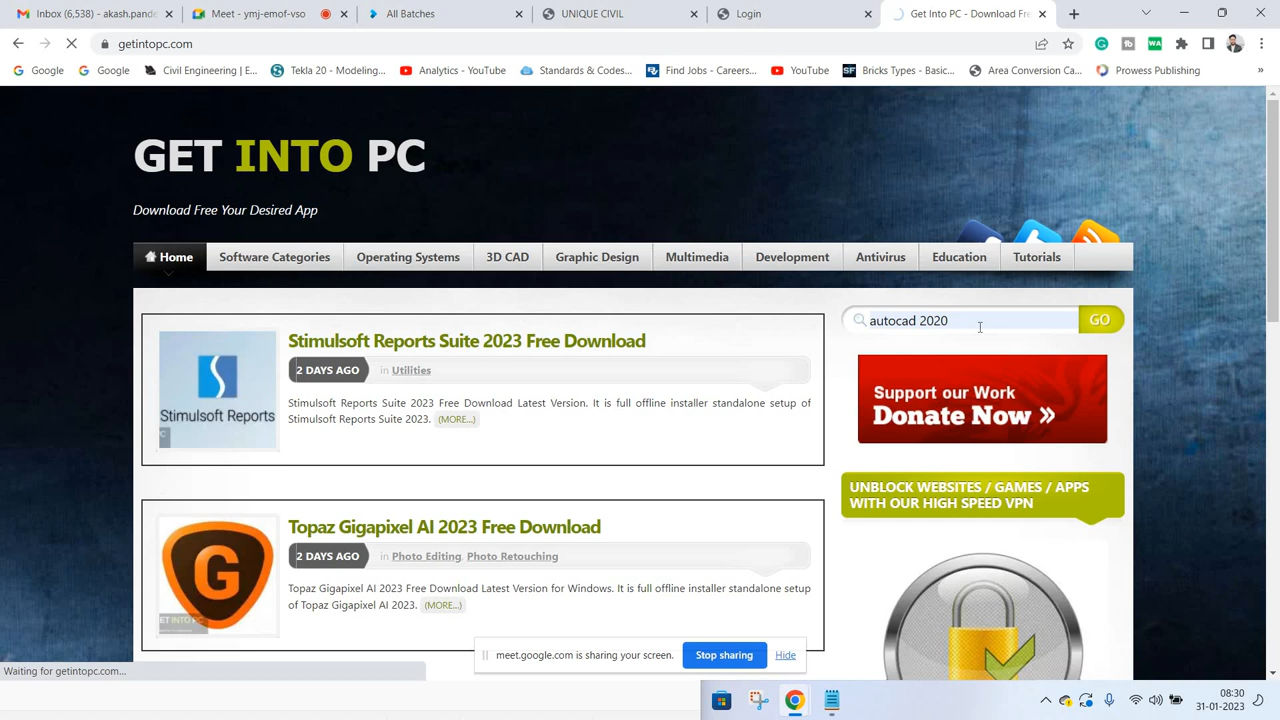 Inbox (6,538) - akash.pande
Meet - ymj-emof-vso
All Batches
UNIQUE CIVIL
Login
Get Into PC - Download Fre
getintopc.com
Google
Google
Civil Engineering | E...
Tekla 20 - Modeling...
Analytics - YouTube
Standards & Codes...
Find Jobs - Careers...
YouTube
SF
Bricks Types - Basic...
Area Conversion Ca...
Prowess Publishing
GET INTO PC
Download Free Your Desired App
Home
Software Categories
Operating Systems
3D CAD
Graphic Design
Multimedia
Development
Antivirus
Education
Tutorials
autocad 2020
GO
Stimulsoft Reports
Stimulsoft Reports Suite 2023 Free Download
2 DAYS AGO
in Utilities
Stimulsoft Reports Suite 2023 Free Download Latest Version. It is full offline installer standalone setup of
Stimulsoft Reports Suite 2023. (MORE...)
Support our Work
Donate Now »
UNBLOCK WEBSITES / GAMES / APPS
WITH OUR HIGH SPEED VPN
Topaz Gigapixel AI 2023 Free Download
2 DAYS AGO
in Photo Editing, Photo Retouching
Topaz Gigapixel AI 2023 Free Download Latest Version for Windows. It is full offline installer standalone setup
of Topaz Gigapixel AI 2023. (MORE...)
meet.google.com is sharing your screen.
Stop sharing
Hide
Waiting for getintopc.com...
08:30
31-01-2023